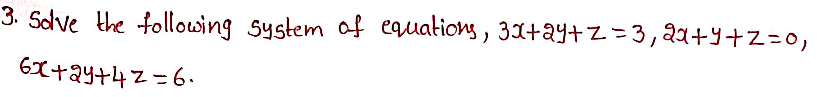 3. Solve the following system of equations, 3x+2y+z=3, 2x+y+z=0,
6x+2y+4z=6.